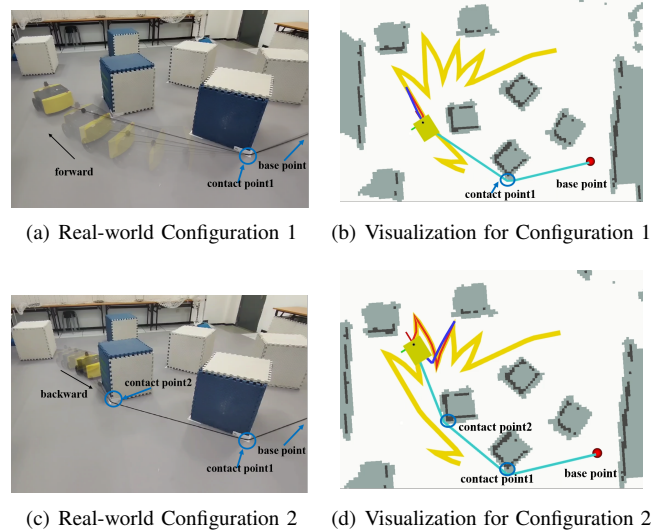 forward
base point
contact point1
base point
contact point1
(a) Real-world Configuration 1
(b) Visualization for Configuration 1
backward
contact point2
base point
contact point1
contact point2
base point
contact point1
(c) Real-world Configuration 2
(d) Visualization for Configuration 2